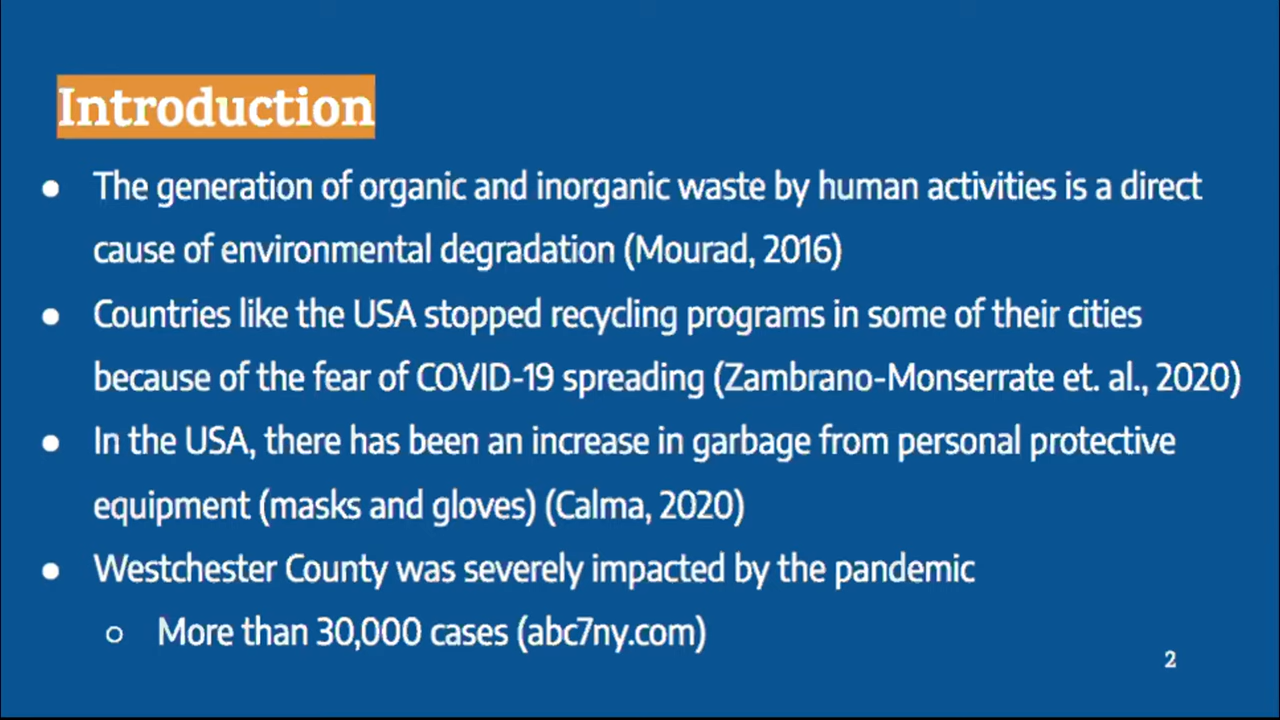 Introduction
● The generation of organic and inorganic waste by human activities is a direct
cause of environmental degradation (Mourad, 2016)
● Countries like the USA stopped recycling programs in some of their cities
because of the fear of COVID-19 spreading (Zambrano-Monserrate et. al., 2020)
● In the USA, there has been an increase in garbage from personal protective
equipment (masks and gloves) (Calma, 2020)
● Westchester County was severely impacted by the pandemic
○ More than 30,000 cases (abc7ny.com)
2